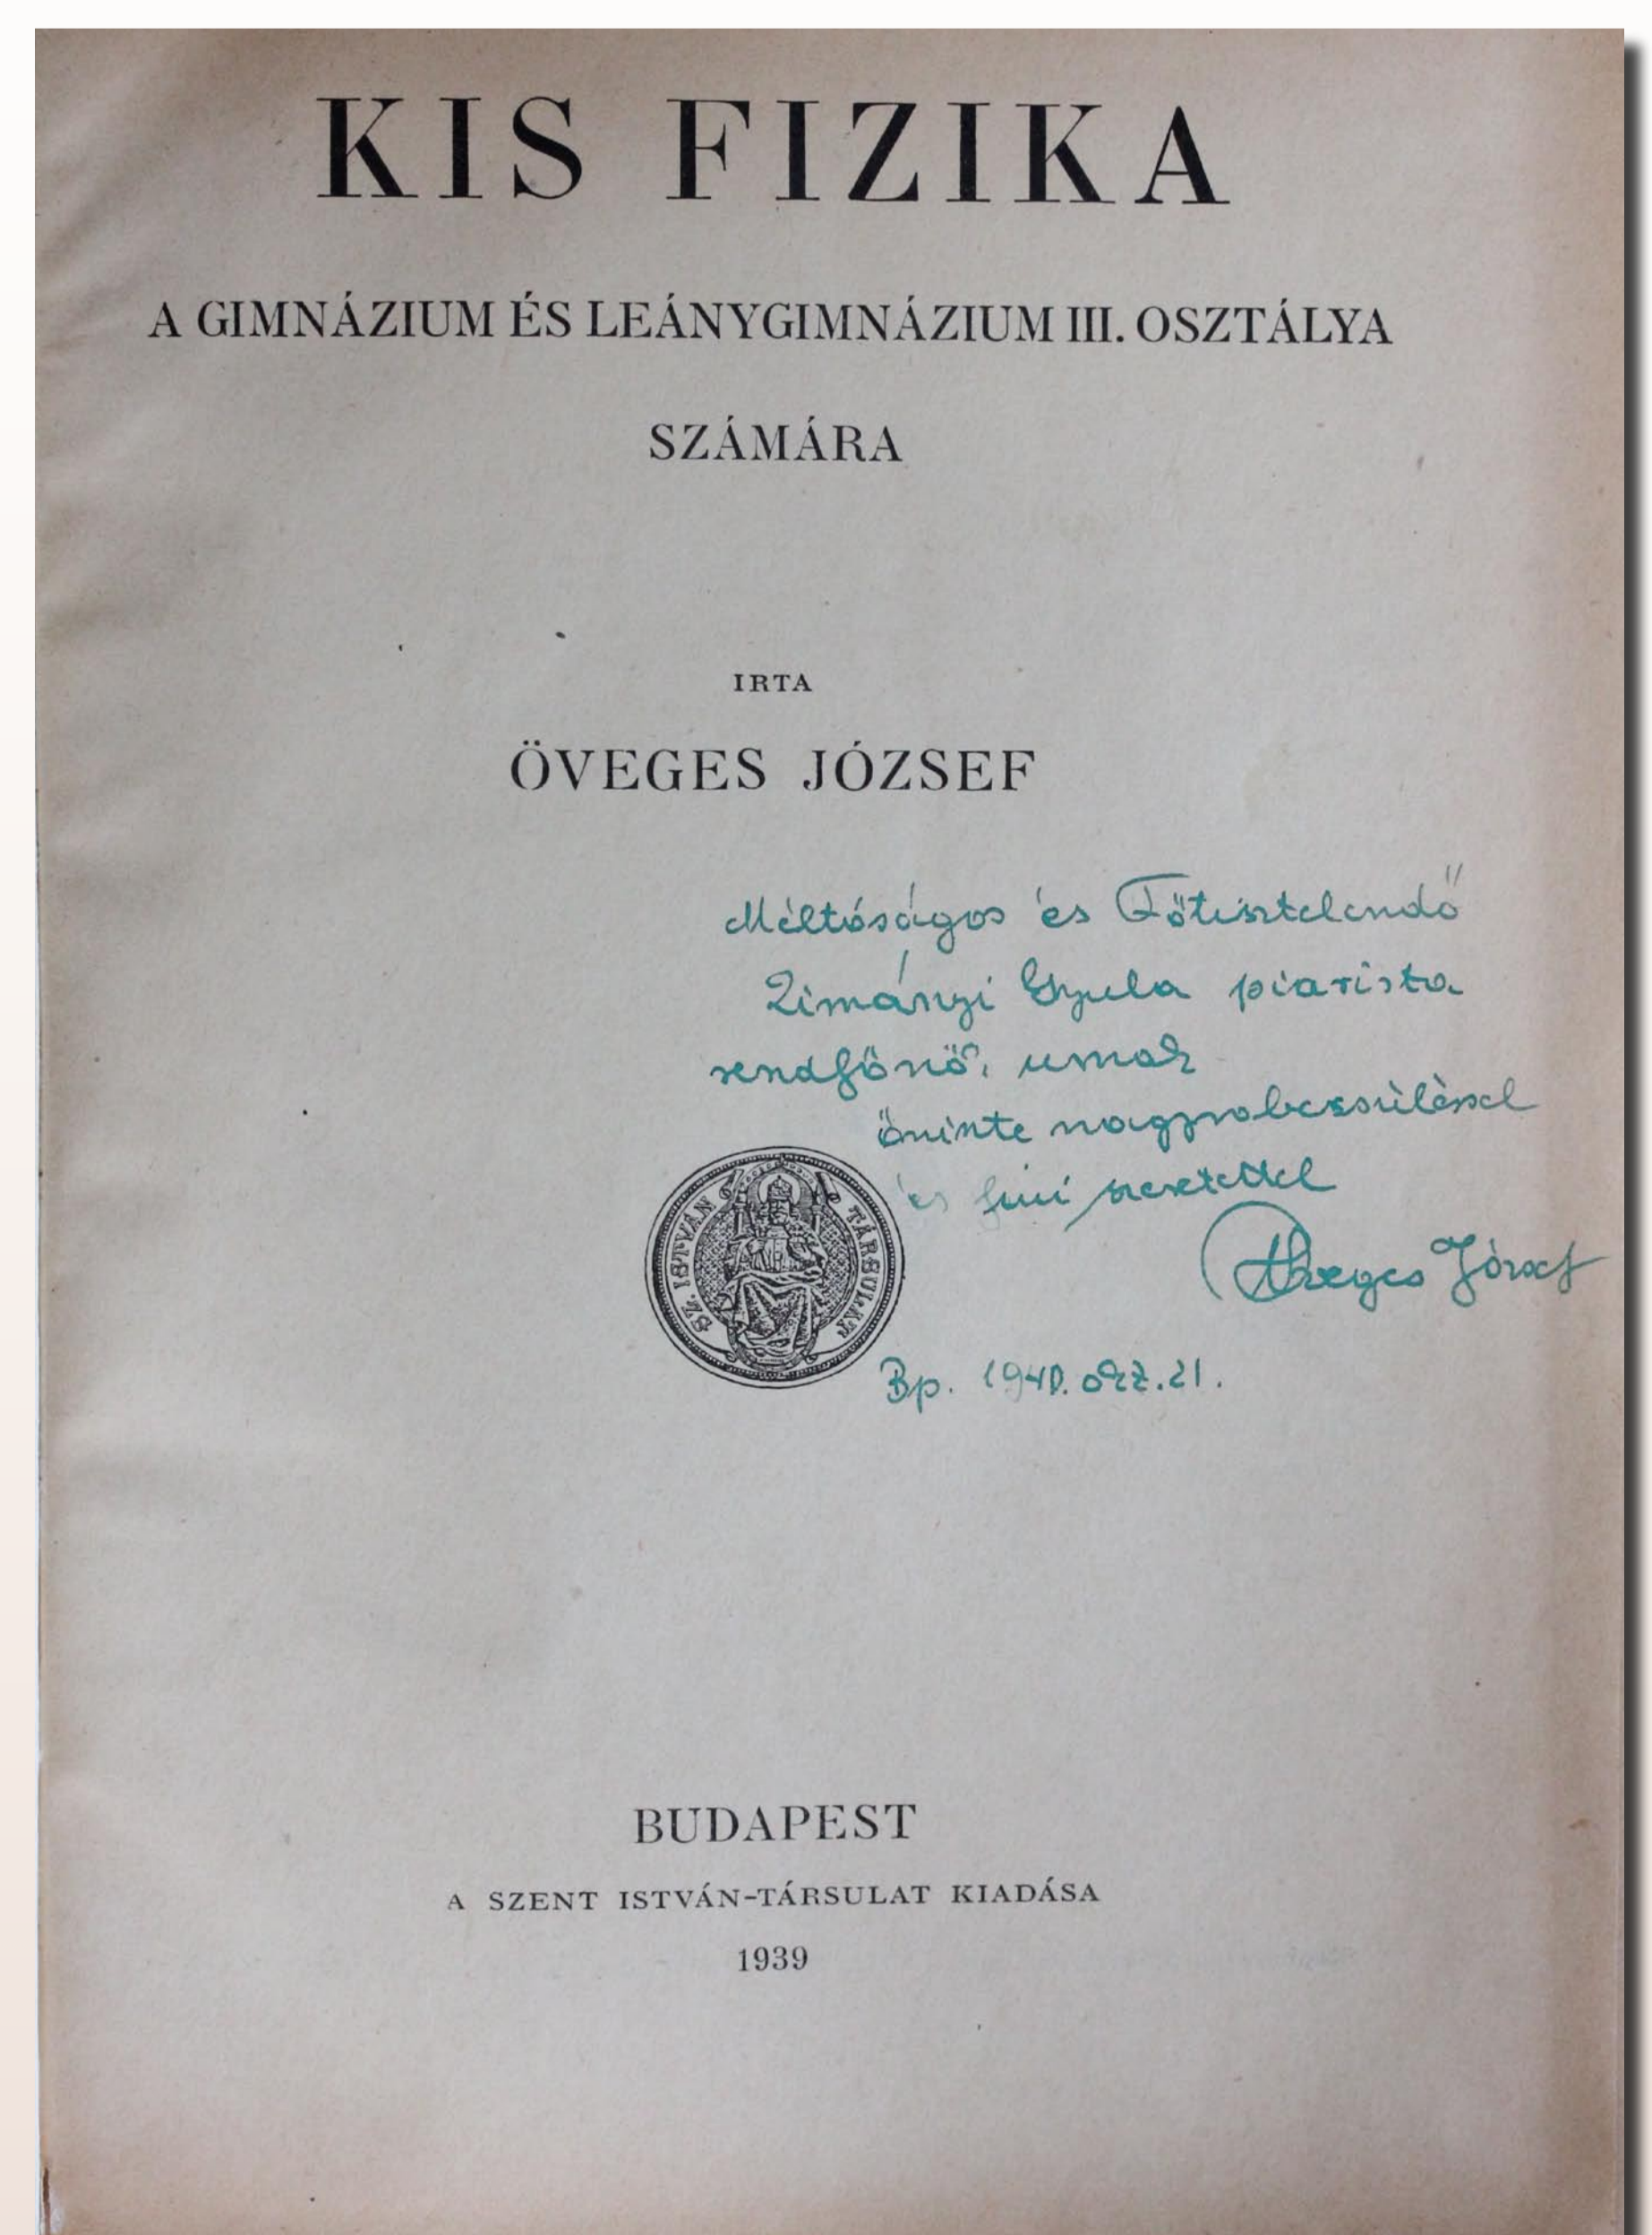 KIS FIZIKA
A GIMNÁZIUM ÉS LEÁNYGIMNÁZIUM III. OSZTÁLYA
SZÁMÁRA
IRTA
ÖVEGES JÓZSEF
Méltóságos és Főtisztelendő
Zimányi Gyula piarista
rendfőnök urnak
őszinte nagyrabecsüléssel
és fiúi szeretettel
Öveges József
SZ. ISTVÁN TÁRSULAT
Bp. 1940. okt. 21.
BUDAPEST
A SZENT ISTVÁN-TÁRSULAT KIADÁSA
1939